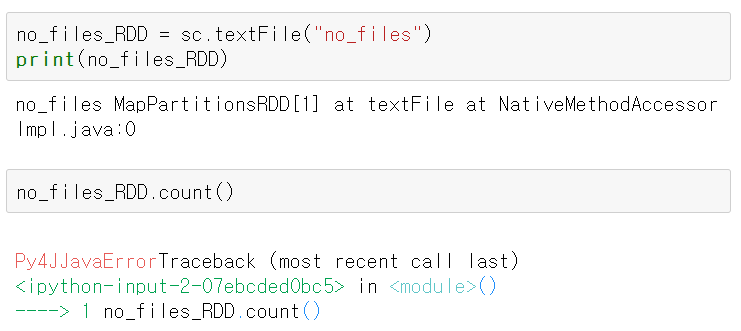 no_files_RDD = sc.textFile("no_files")
print(no_files_RDD)
no_files MapPartitionsRDD[1] at textFile at NativeMethodAccessor
Impl.java:0
no_files_RDD.count()
Py4JJavaErrorTraceback (most recent call last)
<ipython-input-2-07ebcded0bc5> in <module>()
----> 1 no_files_RDD.count()